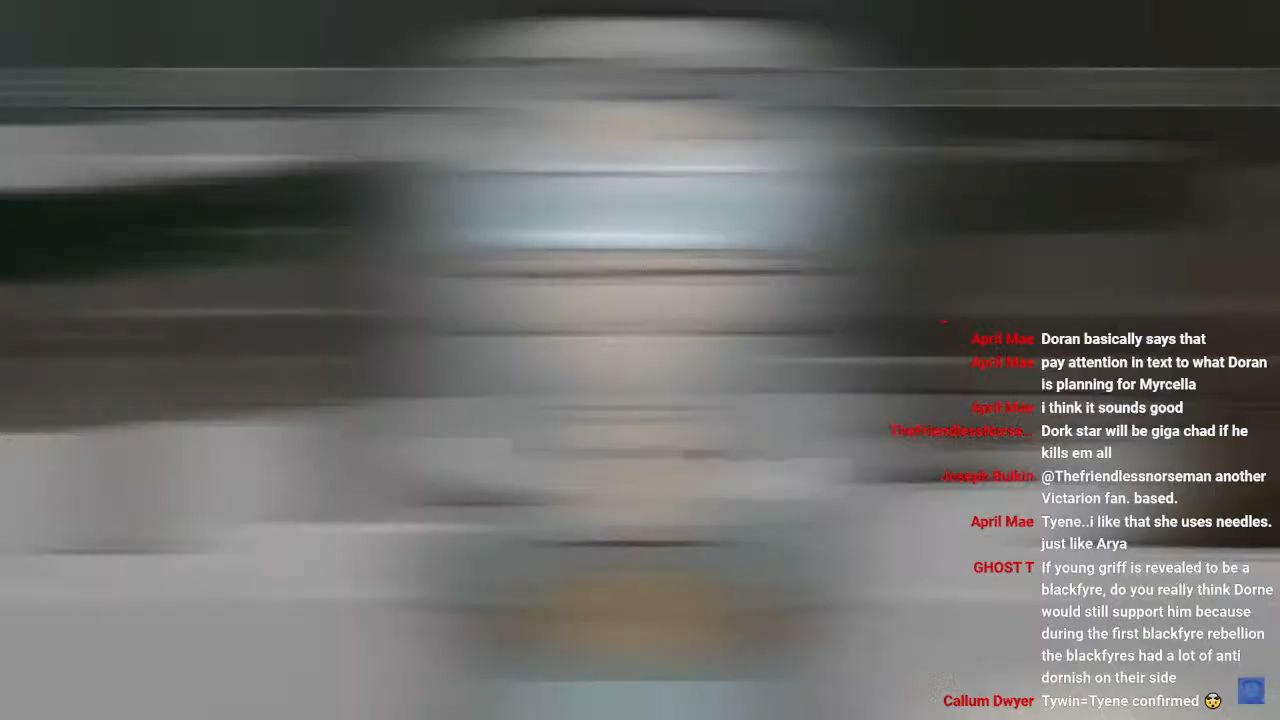 April Mae Doran basically says that
April Mae pay attention in text to what Doran
is planning for Myrcella
April Mae i think it sounds good
TheFriendlessNorse... Dork star will be giga chad if he
kills em all
Joseph Bulkin @Thefriendlessnorseman another
Victarion fan. based.
April Mae Tyene..i like that she uses needles.
just like Arya
GHOST T If young griff is revealed to be a
blackfyre, do you really think Dorne
would still support him because
during the first blackfyre rebellion
the blackfyres had a lot of anti
dornish on their side
Callum Dwyer Tywin=Tyene confirmed